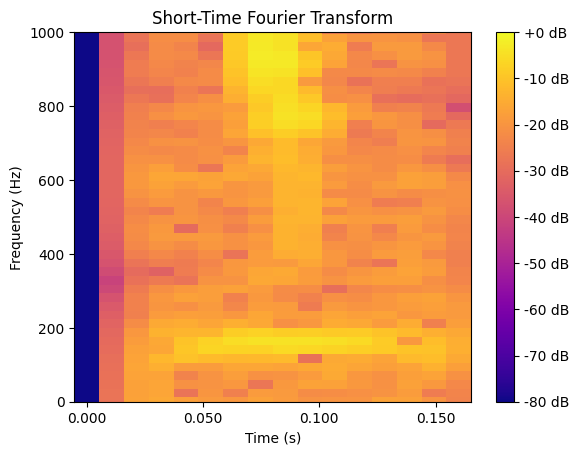 Short-Time Fourier Transform
1000
800
600
400
200
0
Frequency (Hz)
0.000
0.050
0.100
0.150
Time (s)
+0 dB
-10 dB
-20 dB
-30 dB
-40 dB
-50 dB
-60 dB
-70 dB
-80 dB